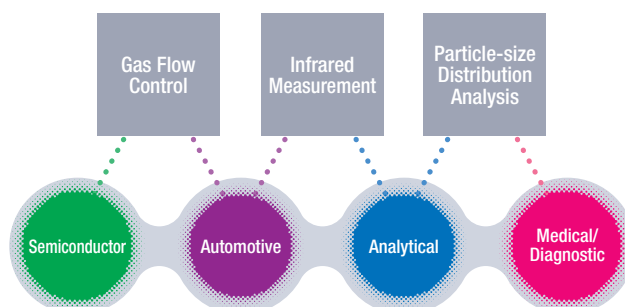 Gas Flow
Control
Infrared
Measurement
Particle-size
Distribution
Analysis
Semiconductor
Automotive
Analytical
Medical/
Diagnostic